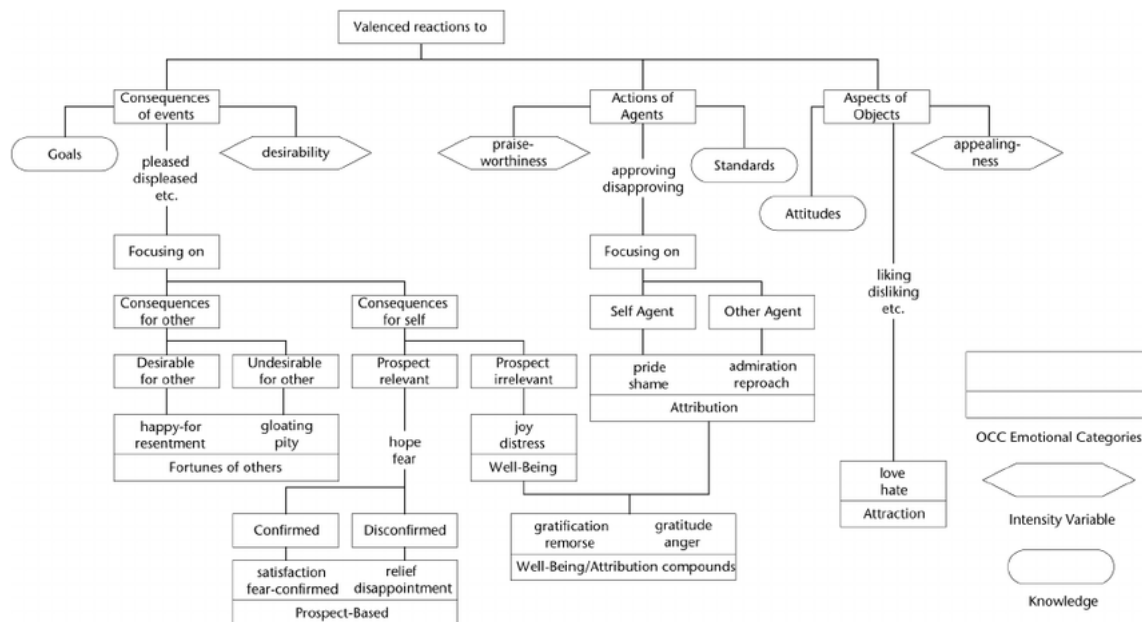 Valenced reactions to
Consequences
of events
Actions of
Agents
Aspects of
Objects
Goals
desirability
praise-
worthiness
Standards
appealing-
ness
Attitudes
pleased
displeased
etc.
approving
disapproving
Focusing on
Focusing on
liking
disliking
etc.
Consequences
for other
Consequences
for self
Self Agent
Other Agent
Desirable
for other
Undesirable
for other
Prospect
relevant
Prospect
irrelevant
pride
shame
admiration
reproach
Attribution
happy-for
resentment
gloating
pity
Fortunes of others
hope
fear
joy
distress
Well-Being
OCC Emotional Categories
love
hate
Attraction
Intensity Variable
Confirmed
Disconfirmed
gratification
remorse
gratitude
anger
Well-Being/Attribution compounds
satisfaction
fear-confirmed
relief
disappointment
Prospect-Based
Knowledge